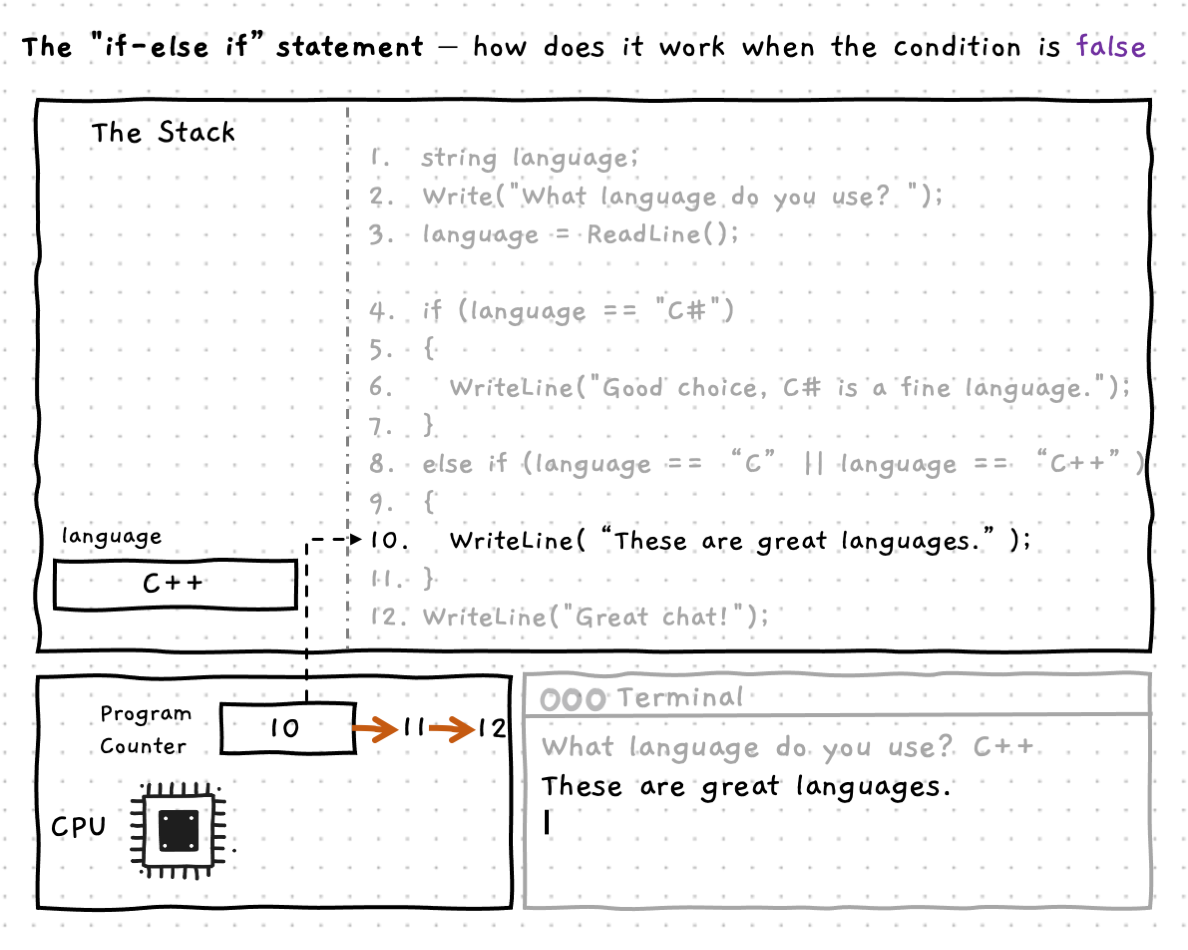 The "if-else if” statement – how does it work when the condition is false
The Stack
1. string language;
2. Write("What language do you use? ");
3. language = ReadLine();
4. if (language == "C#")
5. {
6. WriteLine("Good choice, C# is a fine language.");
7. }
8. else if (language == “C” || language == “C++” )
9. {
10. WriteLine( “These are great languages.” );
11. }
12. WriteLine("Great chat!");
language
C++
Program
Counter
10 11 12
CPU
Terminal
What language do you use? C++
These are great languages.